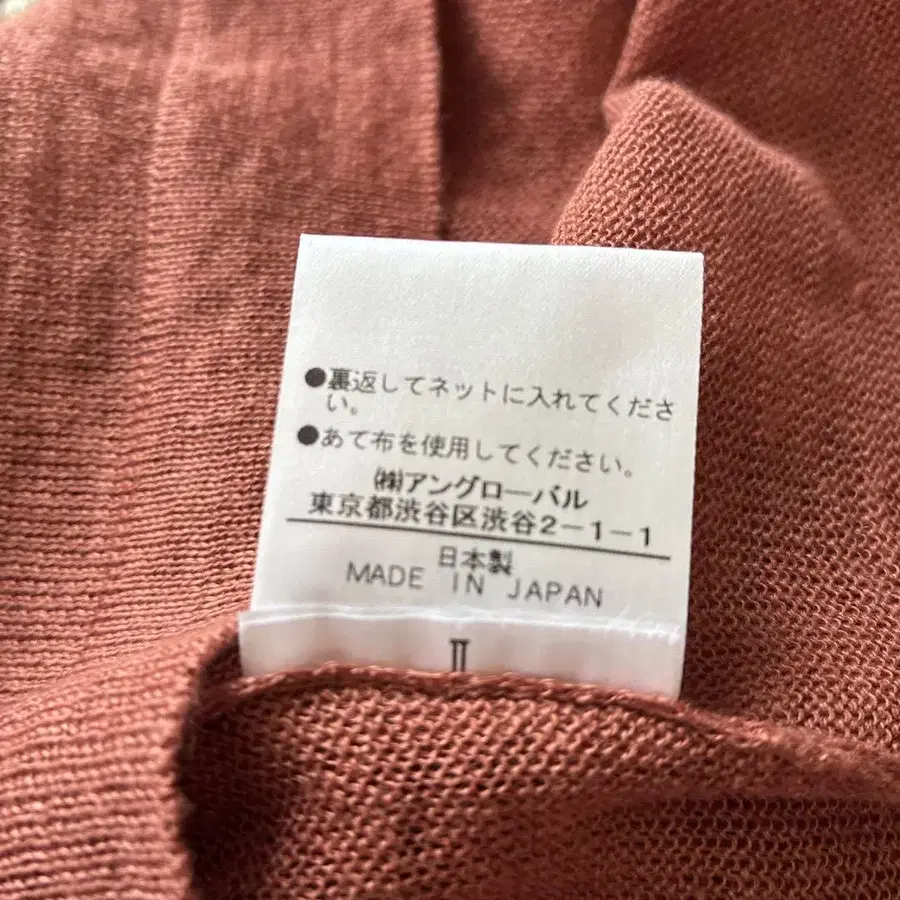 ●裏返してネットに入れてくださ
い。
●あて布を使用してください。
㈱アングローバル
東京都渋谷区渋谷2-1-1
日本製
MADE IN JAPAN
II